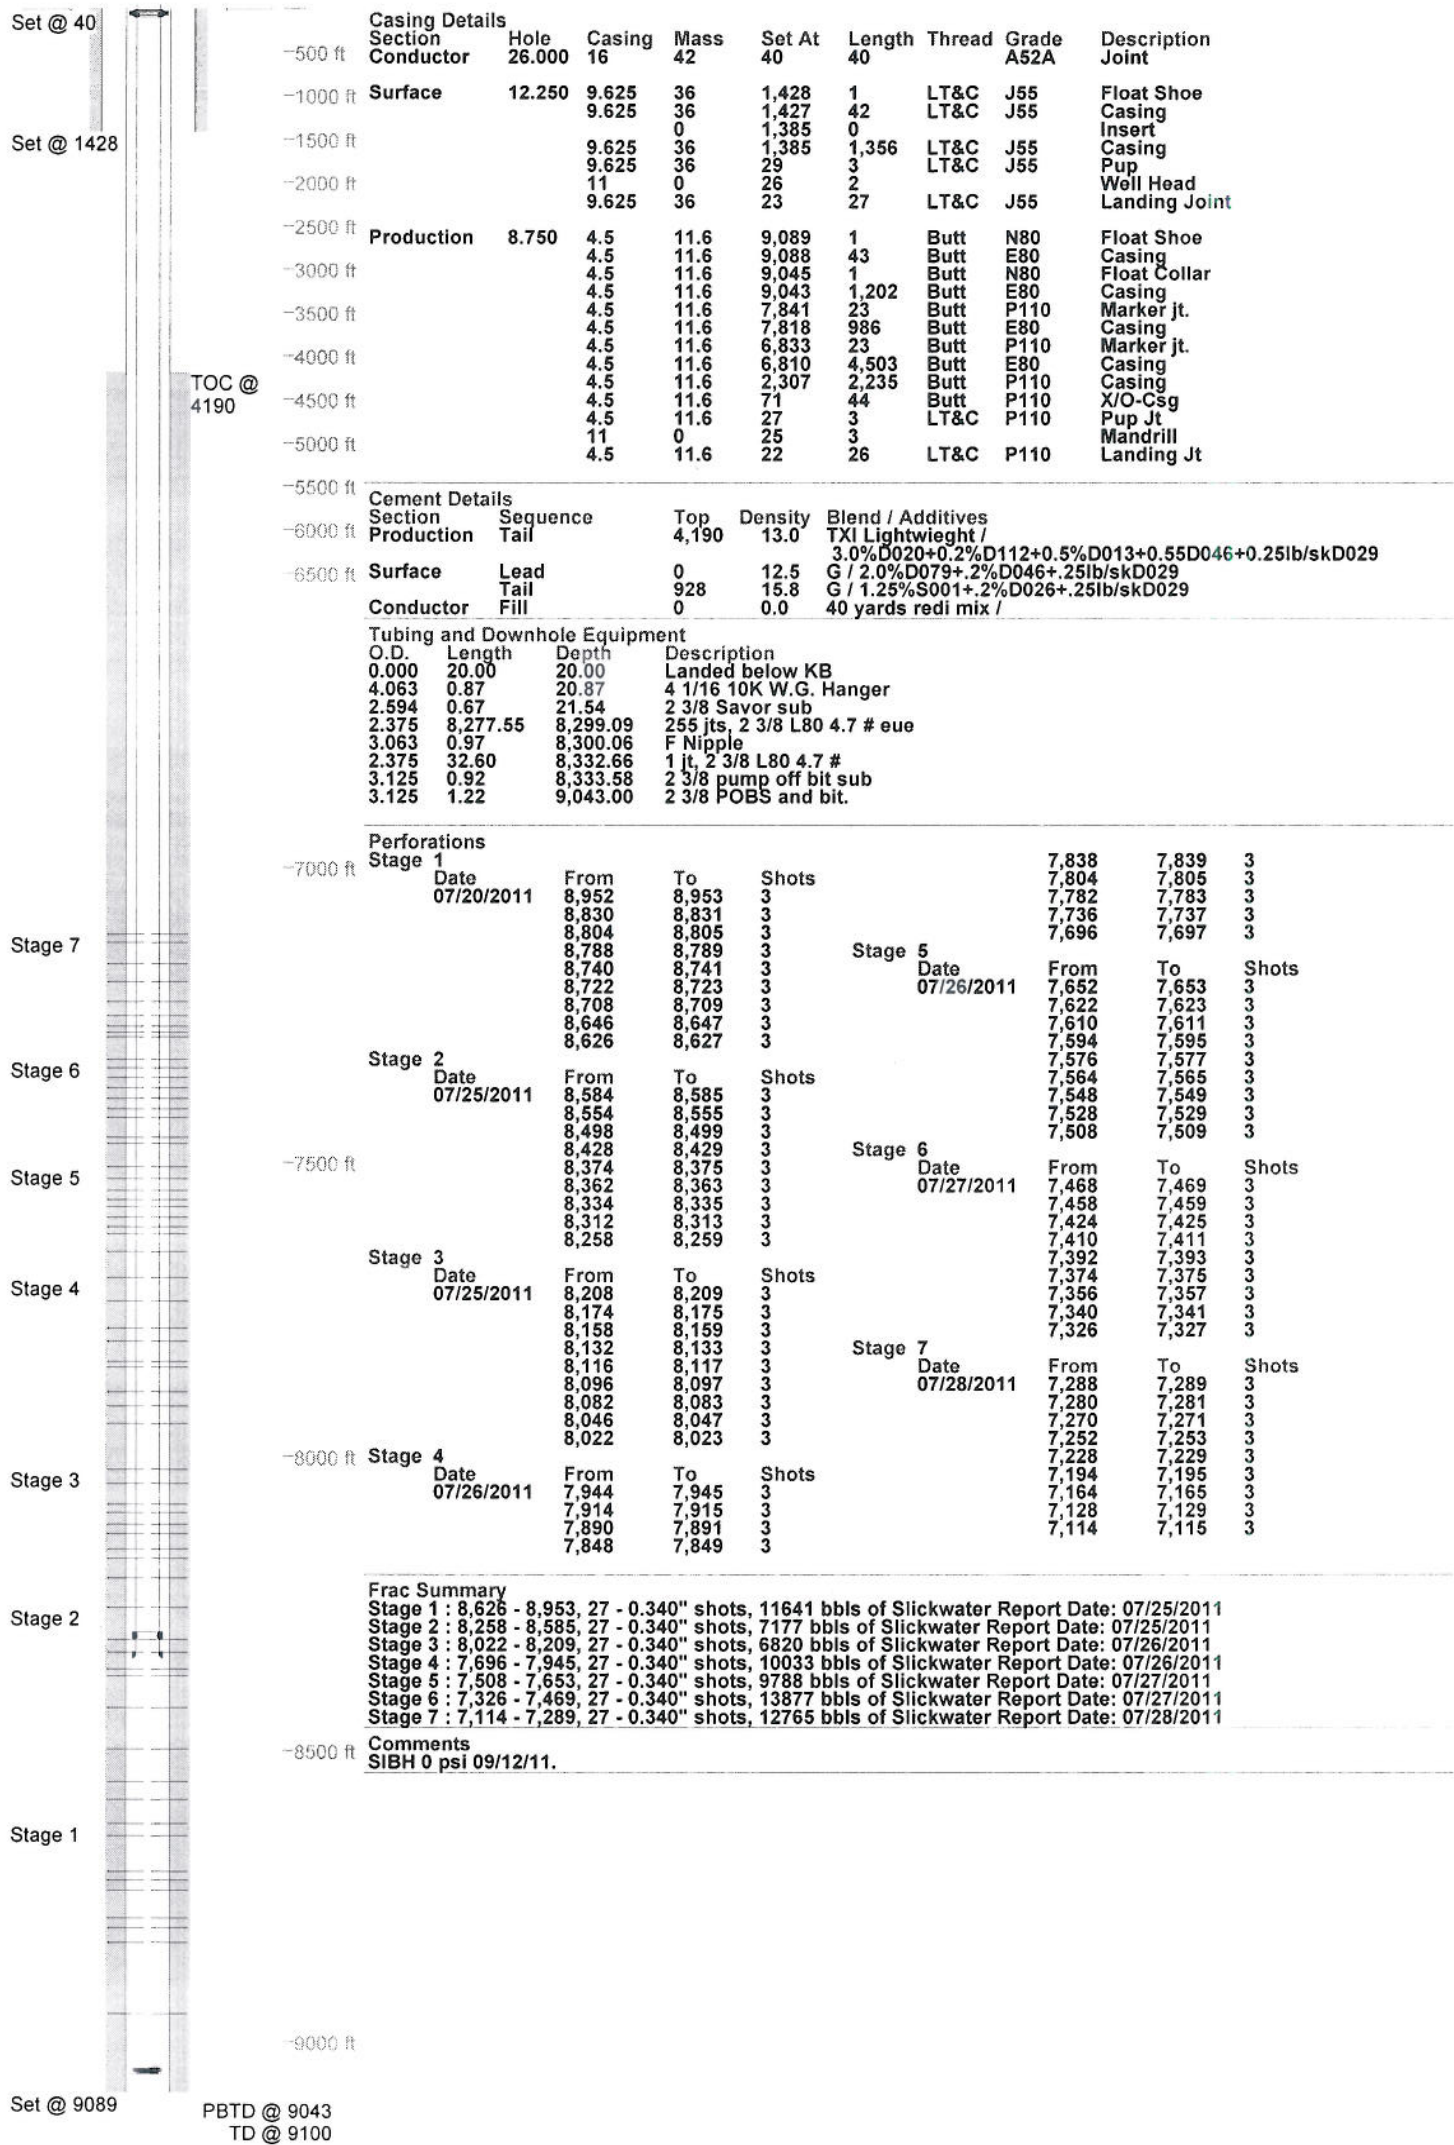 Set @ 40
Set @ 1428
TOC @
4190
Stage 7
Stage 6
Stage 5
Stage 4
Stage 3
Stage 2
Stage 1
Set @ 9089
PBTD @ 9043
TD @ 9100
500 ft
1000 ft
1500 ft
2000 ft
2500 ft
3000 ft
3500 ft
4000 ft
4500 ft
5000 ft
5500 ft
6000 ft
6500 ft
7000 ft
7500 ft
8000 ft
8500 ft
9000 ft
Casing Details
Section Hole Casing Mass Set At Length Thread Grade Description
Conductor 26.000 16 42 40 40 A52A Joint
Surface 12.250 9.625 36 1,428 1 LT&C J55 Float Shoe
9.625 36 1,427 42 LT&C J55 Casing
0 1,385 0 Insert
9.625 36 1,385 1,356 LT&C J55 Casing
9.625 36 29 3 LT&C J55 Pup
11 0 26 2 Well Head
9.625 36 23 27 LT&C J55 Landing Joint
Production 8.750 4.5 11.6 9,089 1 Butt N80 Float Shoe
4.5 11.6 9,088 43 Butt E80 Casing
4.5 11.6 9,045 1 Butt N80 Float Collar
4.5 11.6 9,043 1,202 Butt E80 Casing
4.5 11.6 7,841 23 Butt P110 Marker jt.
4.5 11.6 7,818 986 Butt E80 Casing
4.5 11.6 6,833 23 Butt P110 Marker jt.
4.5 11.6 6,810 4,503 Butt E80 Casing
4.5 11.6 2,307 2,235 Butt P110 Casing
4.5 11.6 71 44 Butt P110 X/O-Csg
4.5 11.6 27 3 LT&C P110 Pup Jt
11 0 25 3 Mandrill
4.5 11.6 22 26 LT&C P110 Landing Jt
Cement Details
Section Sequence Top Density Blend / Additives
Production Tail 4,190 13.0 TXI Lightwieght /
3.0%D020+0.2%D112+0.5%D013+0.55D046+0.25lb/skD029
Surface Lead 0 12.5 G / 2.0%D079+.2%D046+.25lb/skD029
Tail 928 15.8 G / 1.25%S001+.2%D026+.25lb/skD029
Conductor Fill 0 0.0 40 yards redi mix /
Tubing and Downhole Equipment
O.D. Length Depth Description
0.000 20.00 20.00 Landed below KB
4.063 0.87 20.87 4 1/16 10K W.G. Hanger
2.594 0.67 21.54 2 3/8 Savor sub
2.375 8,277.55 8,299.09 255 jts, 2 3/8 L80 4.7 # eue
3.063 0.97 8,300.06 F Nipple
2.375 32.60 8,332.66 1 jt, 2 3/8 L80 4.7 #
3.125 0.92 8,333.58 2 3/8 pump off bit sub
3.125 1.22 9,043.00 2 3/8 POBS and bit.
Perforations
Stage 1
Date From To Shots
07/20/2011 8,952 8,953 3
8,830 8,831 3
8,804 8,805 3
8,788 8,789 3
8,740 8,741 3
8,722 8,723 3
8,708 8,709 3
8,646 8,647 3
8,626 8,627 3
Stage 2
Date From To Shots
07/25/2011 8,584 8,585 3
8,554 8,555 3
8,498 8,499 3
8,428 8,429 3
8,374 8,375 3
8,362 8,363 3
8,334 8,335 3
8,312 8,313 3
8,258 8,259 3
Stage 3
Date From To Shots
07/25/2011 8,208 8,209 3
8,174 8,175 3
8,158 8,159 3
8,132 8,133 3
8,116 8,117 3
8,096 8,097 3
8,082 8,083 3
8,046 8,047 3
8,022 8,023 3
Stage 4
Date From To Shots
07/26/2011 7,944 7,945 3
7,914 7,915 3
7,890 7,891 3
7,848 7,849 3
7,838 7,839 3
7,804 7,805 3
7,782 7,783 3
7,736 7,737 3
7,696 7,697 3
Stage 5
Date From To Shots
07/26/2011 7,652 7,653 3
7,622 7,623 3
7,610 7,611 3
7,594 7,595 3
7,576 7,577 3
7,564 7,565 3
7,548 7,549 3
7,528 7,529 3
7,508 7,509 3
Stage 6
Date From To Shots
07/27/2011 7,468 7,469 3
7,458 7,459 3
7,424 7,425 3
7,410 7,411 3
7,392 7,393 3
7,374 7,375 3
7,356 7,357 3
7,340 7,341 3
7,326 7,327 3
Stage 7
Date From To Shots
07/28/2011 7,288 7,289 3
7,280 7,281 3
7,270 7,271 3
7,252 7,253 3
7,228 7,229 3
7,194 7,195 3
7,164 7,165 3
7,128 7,129 3
7,114 7,115 3
Frac Summary
Stage 1 : 8,626 - 8,953, 27 - 0.340" shots, 11641 bbls of Slickwater Report Date: 07/25/2011
Stage 2 : 8,258 - 8,585, 27 - 0.340" shots, 7177 bbls of Slickwater Report Date: 07/25/2011
Stage 3 : 8,022 - 8,209, 27 - 0.340" shots, 6820 bbls of Slickwater Report Date: 07/26/2011
Stage 4 : 7,696 - 7,945, 27 - 0.340" shots, 10033 bbls of Slickwater Report Date: 07/26/2011
Stage 5 : 7,508 - 7,653, 27 - 0.340" shots, 9788 bbls of Slickwater Report Date: 07/27/2011
Stage 6 : 7,326 - 7,469, 27 - 0.340" shots, 13877 bbls of Slickwater Report Date: 07/27/2011
Stage 7 : 7,114 - 7,289, 27 - 0.340" shots, 12765 bbls of Slickwater Report Date: 07/28/2011
Comments
SIBH 0 psi 09/12/11.